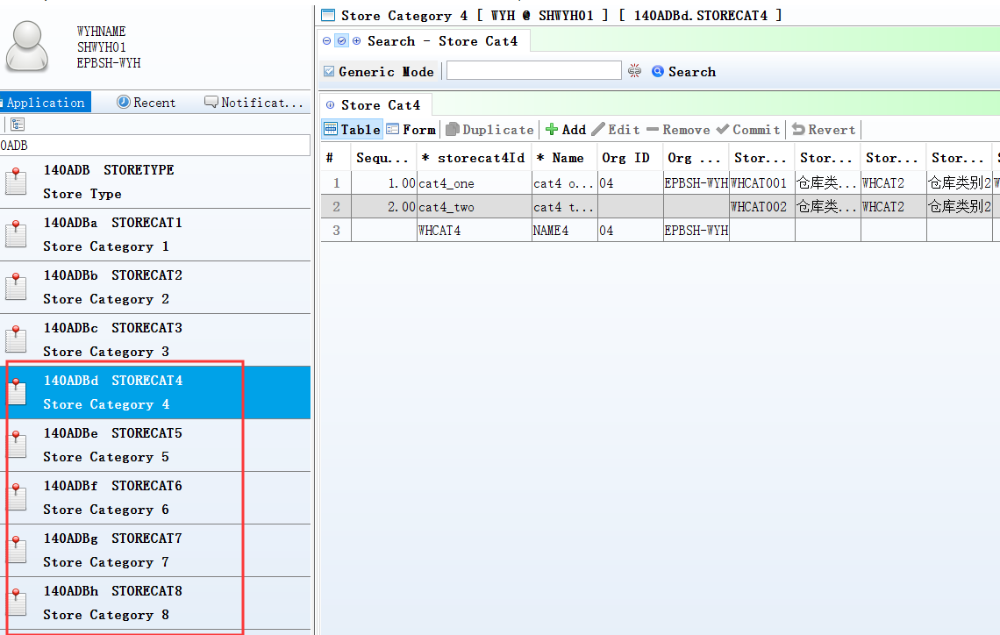 WYHNAME
SHWYH01
EPBSH-WYH
Application Recent Notificat...
0ADB
140ADB STORETYPE
Store Type
140ADBa STORECAT1
Store Category 1
140ADBb STORECAT2
Store Category 2
140ADBc STORECAT3
Store Category 3
140ADBd STORECAT4
Store Category 4
140ADBe STORECAT5
Store Category 5
140ADBf STORECAT6
Store Category 6
140ADBg STORECAT7
Store Category 7
140ADBh STORECAT8
Store Category 8
Store Category 4 [ WYH @ SHWYH01 ] [ 140ADBd.STORECAT4 ]
Search - Store Cat4
Generic Mode Search
Store Cat4
Table Form Duplicate Add Edit Remove Commit Revert
# Sequ... * storecat4Id * Name Org ID Org ... Stor... Stor... Stor... Stor...
1 1.00 cat4_one cat4 o... 04 EPBSH-WYH WHCAT001 仓库类... WHCAT2 仓库类别2
2 2.00 cat4_two cat4 t... WHCAT002 仓库类... WHCAT2 仓库类别2
3 WHCAT4 NAME4 04 EPBSH-WYH